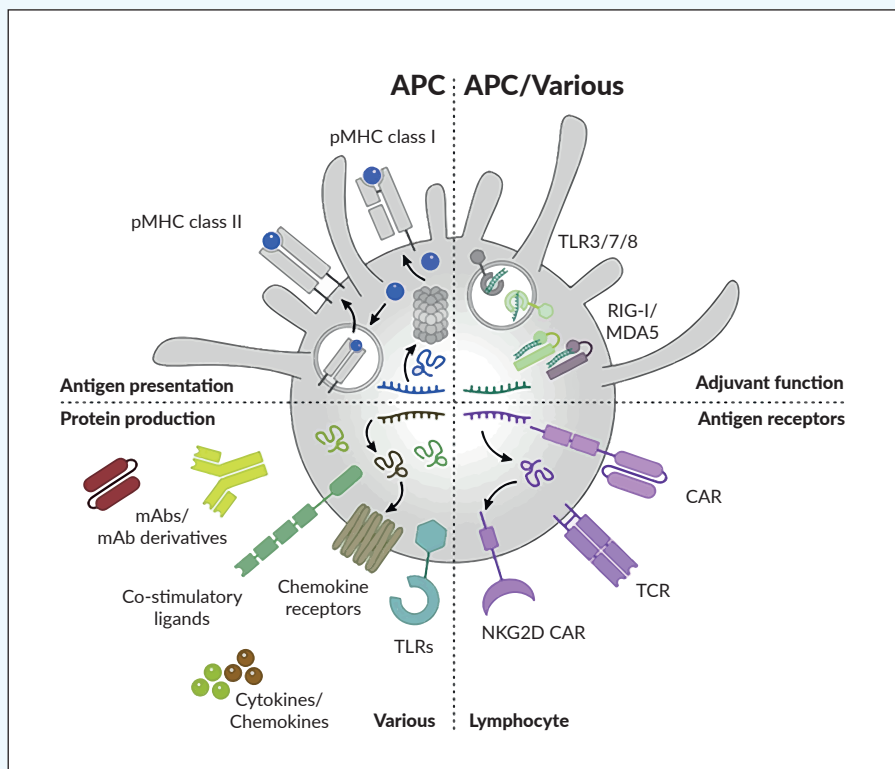 APC
APC/Various
pMHC class I
pMHC class II
TLR3/7/8
RIG-I/
MDA5
Antigen presentation
Adjuvant function
Protein production
Antigen receptors
mAbs/
mAb derivatives
CAR
Co-stimulatory
ligands
Chemokine
receptors
TCR
TLRs
NKG2D CAR
Cytokines/
Chemokines
Various
Lymphocyte